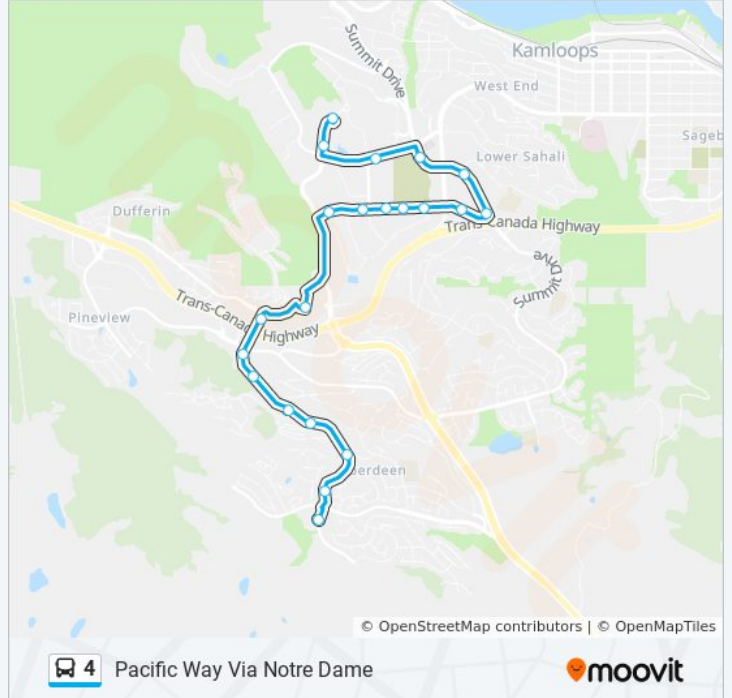 Kamloops
Summit Drive
West End
Sageb
Lower Sahali
Dufferin
Trans-Canada Highway
Summit Drive
Trans-Canada Highway
Pineview
berdeen
© OpenStreetMap contributors | © OpenMapTiles
4 Pacific Way Via Notre Dame
moovit